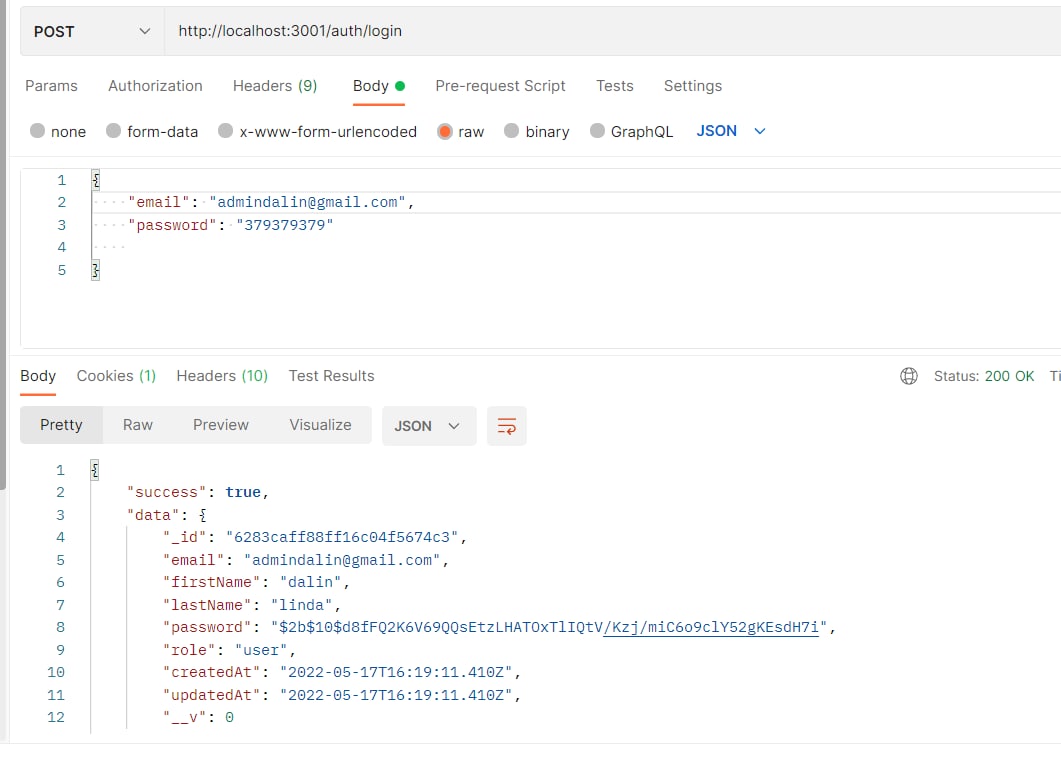 POST http://localhost:3001/auth/login
Params Authorization Headers (9) Body Pre-request Script Tests Settings
none form-data x-www-form-urlencoded raw binary GraphQL JSON
1 {
2 "email": "admindalin@gmail.com",
3 "password": "379379379"
4
5 }
Body Cookies (1) Headers (10) Test Results Status: 200 OK Ti
Pretty Raw Preview Visualize JSON
1 {
2 "success": true,
3 "data": {
4 "_id": "6283caff88ff16c04f5674c3",
5 "email": "admindalin@gmail.com",
6 "firstName": "dalin",
7 "lastName": "linda",
8 "password": "$2b$10$d8fFQ2K6V69QQsEtzLHATOxTlIQtV/Kzj/miC6o9clY52gKEsdH7i",
9 "role": "user",
10 "createdAt": "2022-05-17T16:19:11.410Z",
11 "updatedAt": "2022-05-17T16:19:11.410Z",
12 "__v": 0